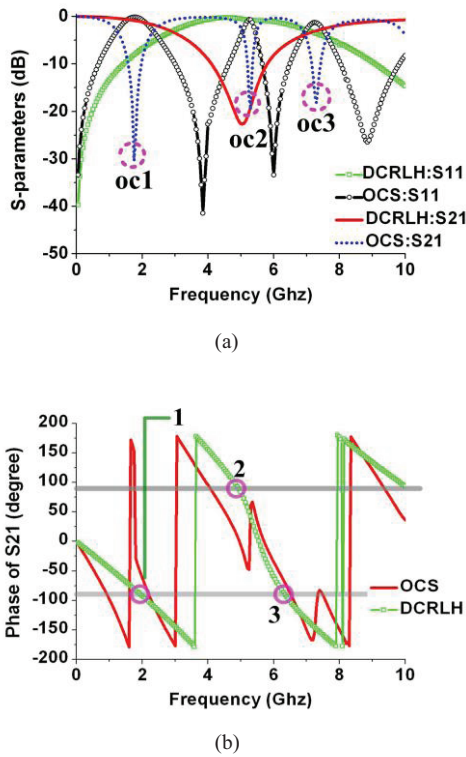 0
-10
-20
-30
-40
-50
S-parameters (dB)
oc1
oc2
oc3
DCRLH:S11
OCS:S11
DCRLH:S21
OCS:S21
0 2 4 6 8 10
Frequency (Ghz)
(a)
200
150
100
50
0
-50
-100
-150
-200
Phase of S21 (degree)
1
2
3
OCS
DCRLH
0 2 4 6 8 10
Frequency (Ghz)
(b)